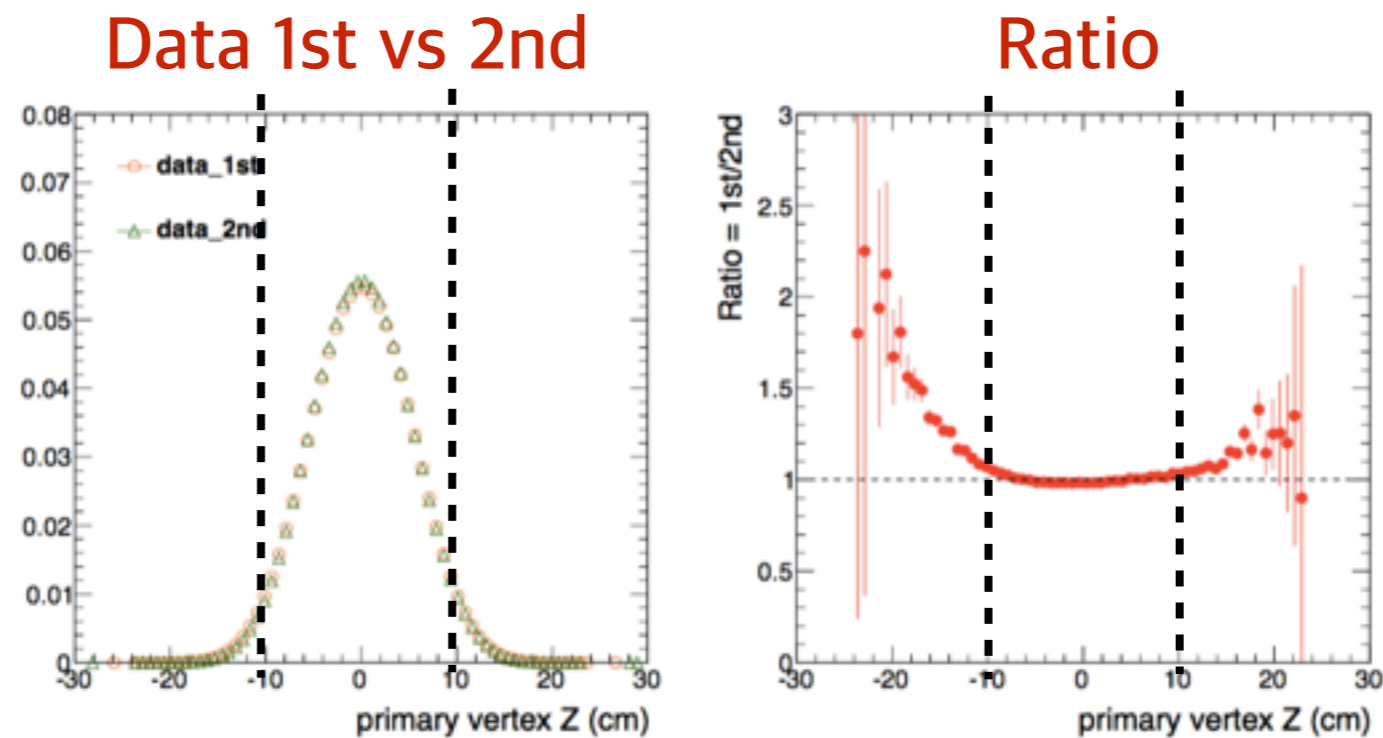 Data 1st vs 2nd
0.08
0.07
0.06
0.05
0.04
0.03
0.02
0.01
0
data_1st
data_2nd
-30 -20 -10 0 10 20 30
primary vertex Z (cm)
Ratio
Ratio = 1st/2nd
3
2.5
2
1.5
1
0.5
0
-30 -20 -10 0 10 20 30
primary vertex Z (cm)